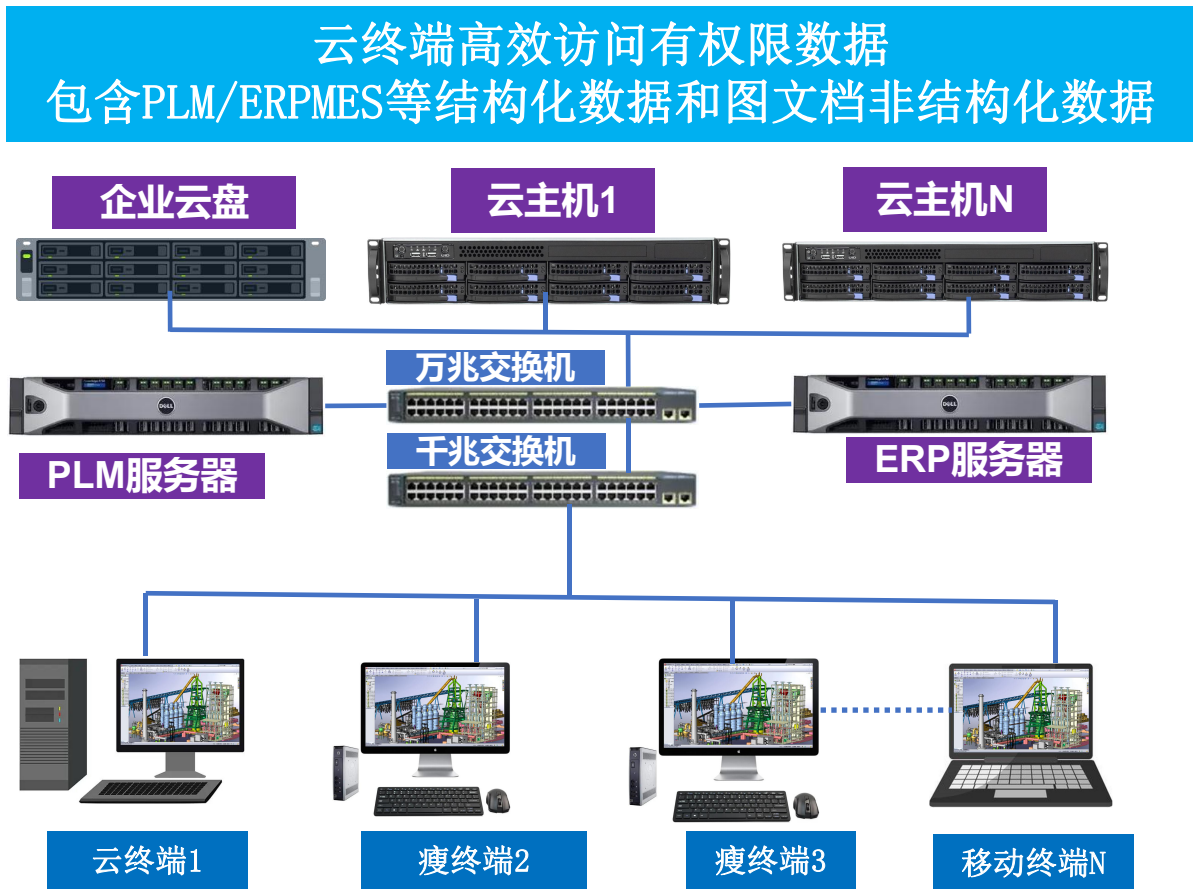 云终端高效访问有权限数据
包含PLM/ERPMES等结构化数据和图文档非结构化数据
企业云盘
云主机1
云主机N
万兆交换机
千兆交换机
PLM服务器
ERP服务器
DELL
DELL
云终端1
瘦终端2
瘦终端3
移动终端N